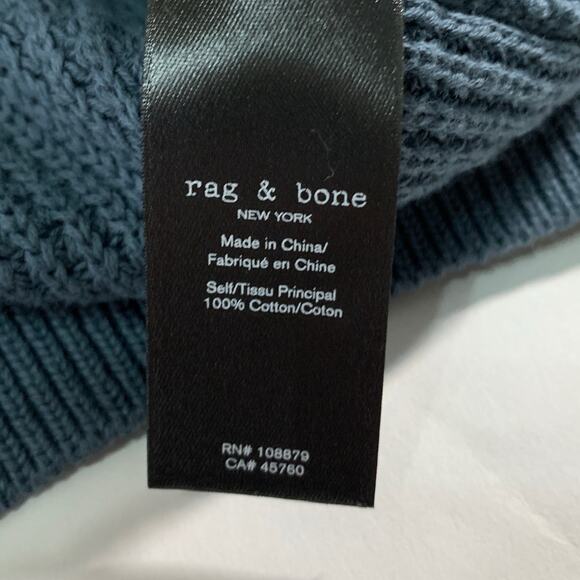 rag & bone
NEW YORK
Made in China/
Fabriqué en Chine
Self/Tissu Principal
100% Cotton/Coton
RN# 108879
CA# 45760